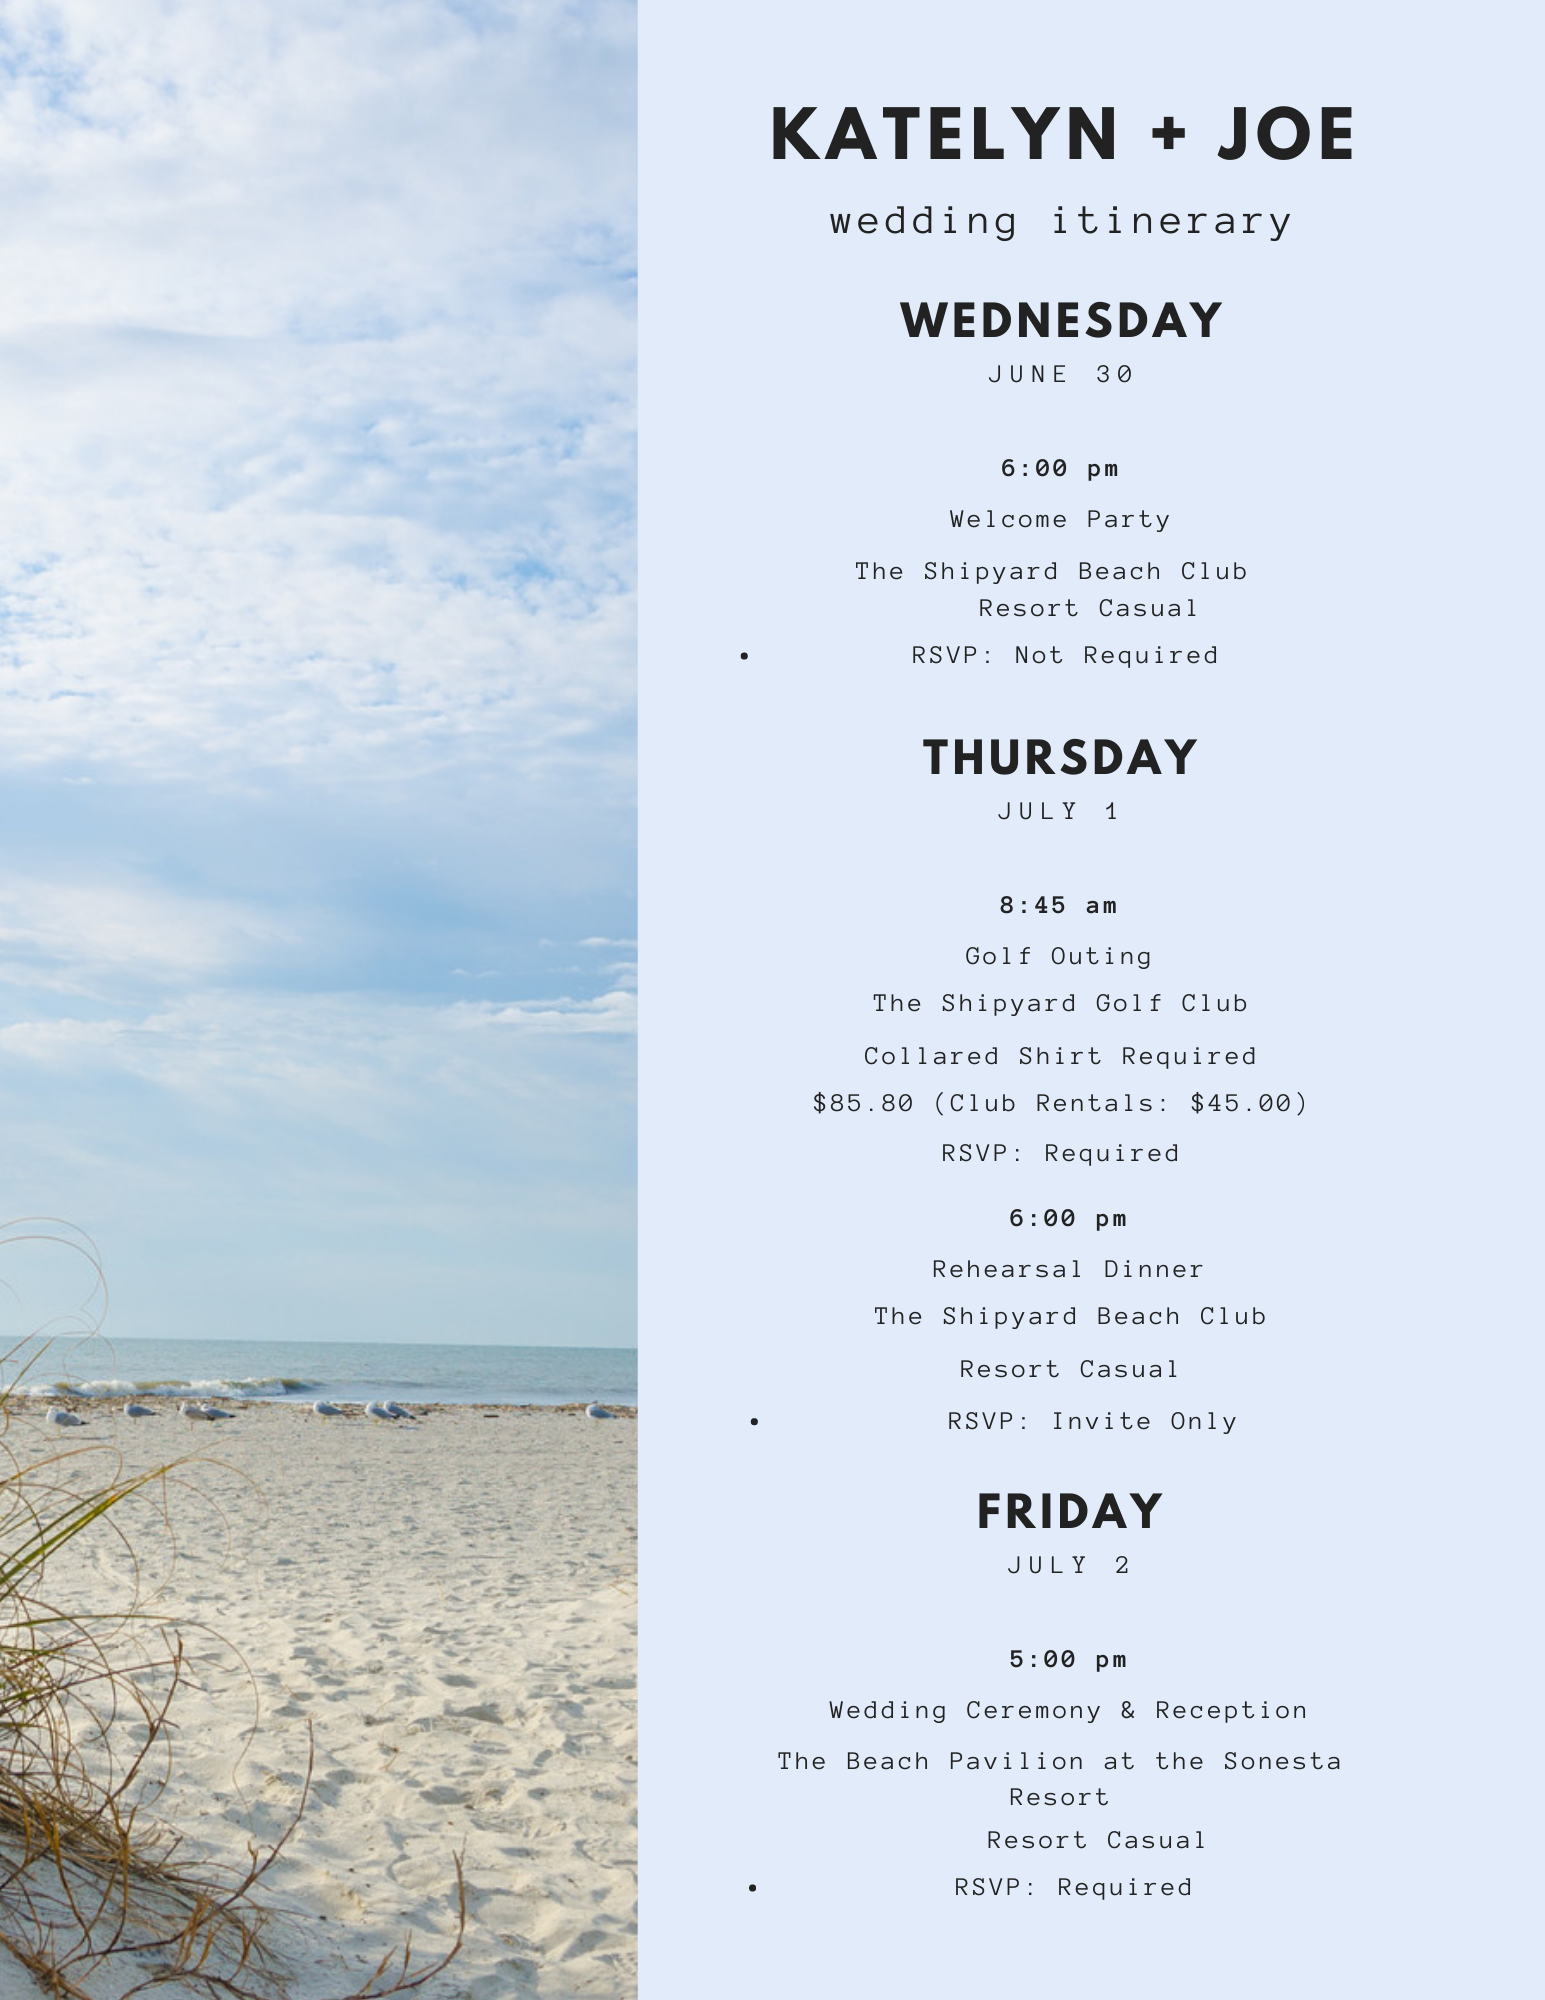 KATELYN + JOE
wedding itinerary
WEDNESDAY
JUNE 30
6:00 pm
Welcome Party
The Shipyard Beach Club
Resort Casual
• RSVP: Not Required
THURSDAY
JULY 1
8:45 am
Golf Outing
The Shipyard Golf Club
Collared Shirt Required
$85.80 (Club Rentals: $45.00)
RSVP: Required
6:00 pm
Rehearsal Dinner
The Shipyard Beach Club
Resort Casual
• RSVP: Invite Only
FRIDAY
JULY 2
5:00 pm
Wedding Ceremony & Reception
The Beach Pavilion at the Sonesta
Resort
Resort Casual
• RSVP: Required